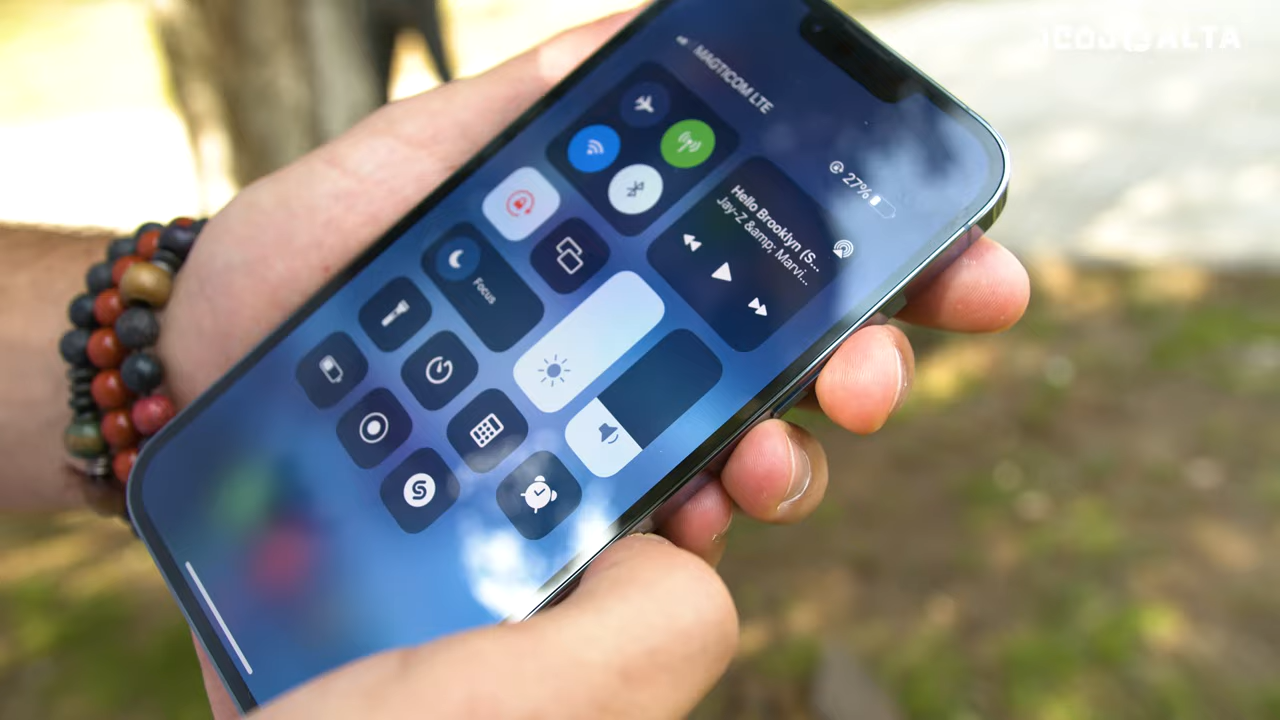 MAGTICOM LTE
27%
Hello Brooklyn (S...
Jay-Z &amp; Marvi...
Focus
S